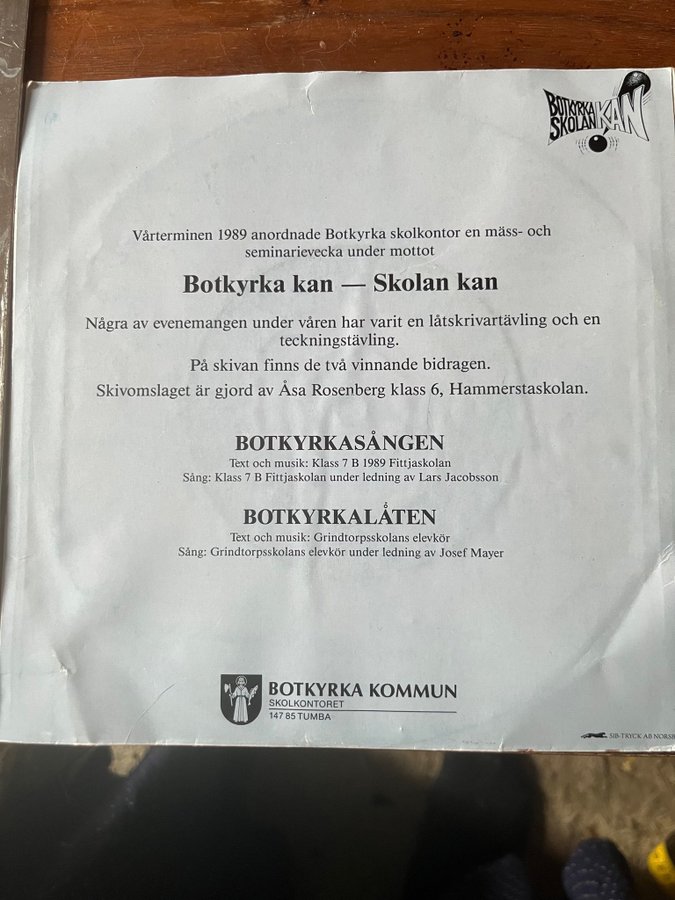 BOTKYRKA
SKOLAN KAN
Vårterminen 1989 anordnade Botkyrka skolkontor en mäss- och
seminarievecka under mottot
Botkyrka kan — Skolan kan
Några av evenemangen under våren har varit en låtskrivartävling och en
teckningstävling.
På skivan finns de två vinnande bidragen.
Skivomslaget är gjord av Åsa Rosenberg klass 6, Hammerstaskolan.
BOTKYRKASÅNGEN
Text och musik: Klass 7 B 1989 Fittjaskolan
Sång: Klass 7 B Fittjaskolan under ledning av Lars Jacobsson
BOTKYRKALÅTEN
Text och musik: Grindtorpsskolans elevkör
Sång: Grindtorpsskolans elevkör under ledning av Josef Mayer
BOTKYRKA KOMMUN
SKOLKONTORET
147 85 TUMBA
SIB-TRYCK AB NORSB